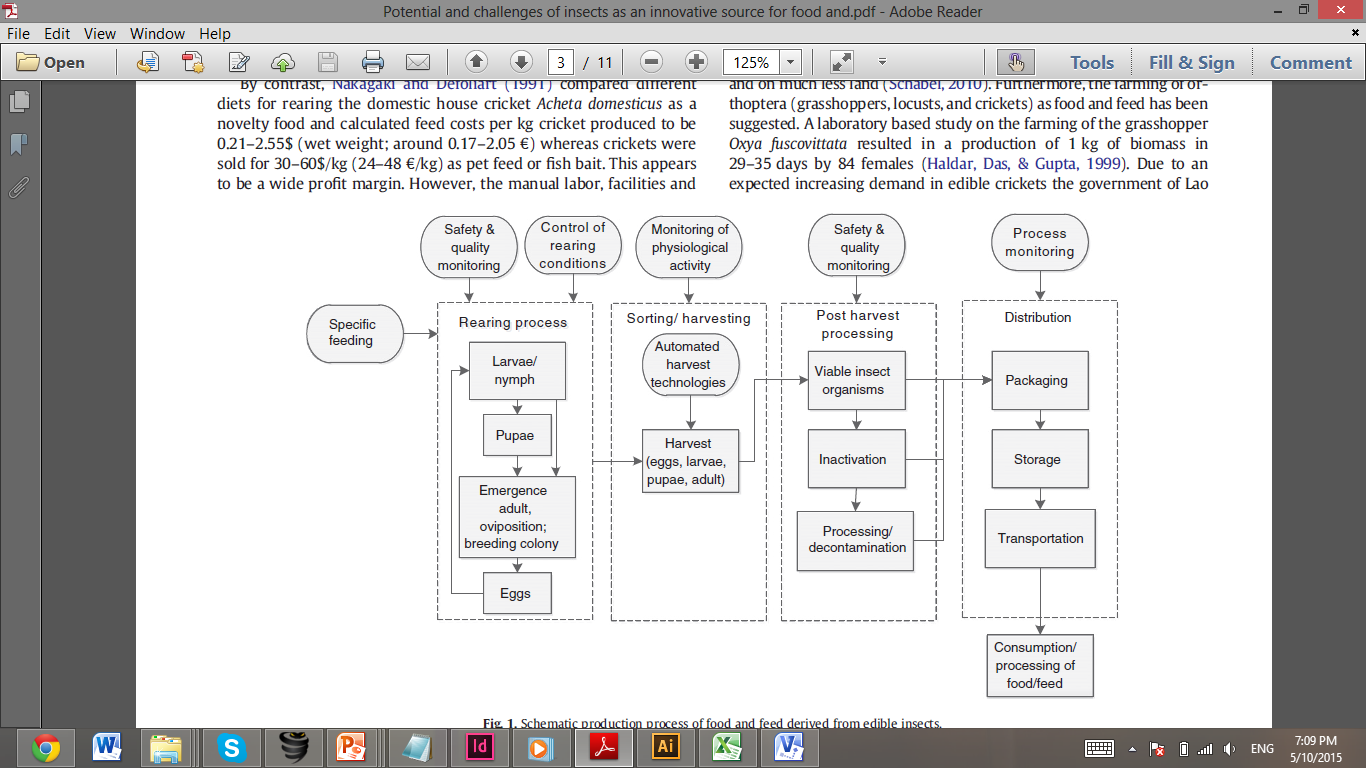 Potential and challenges of insects as an innovative source for food and.pdf - Adobe Reader
File Edit View Window Help
Open 3 / 11 125% Tools Fill & Sign Comment
By contrast, Nakagaki and Defoliart (1991) compared different
diets for rearing the domestic house cricket Acheta domesticus as a
novelty food and calculated feed costs per kg cricket produced to be
0.21–2.55$ (wet weight; around 0.17–2.05 €) whereas crickets were
sold for 30–60$/kg (24–48 €/kg) as pet feed or fish bait. This appears
to be a wide profit margin. However, the manual labor, facilities and
and on much less land (Schabel, 2010). Furthermore, the farming of or-
thoptera (grasshoppers, locusts, and crickets) as food and feed has been
suggested. A laboratory based study on the farming of the grasshopper
Oxya fuscovittata resulted in a production of 1 kg of biomass in
29–35 days by 84 females (Haldar, Das, & Gupta, 1999). Due to an
expected increasing demand in edible crickets the government of Lao
Safety &
quality
monitoring
Control of
rearing
conditions
Monitoring of
physiological
activity
Safety &
quality
monitoring
Process
monitoring
Specific
feeding
Rearing process
Larvae/
nymph
Pupae
Emergence
adult,
oviposition;
breeding colony
Eggs
Sorting/ harvesting
Automated
harvest
technologies
Harvest
(eggs, larvae,
pupae, adult)
Post harvest
processing
Viable insect
organisms
Inactivation
Processing/
decontamination
Distribution
Packaging
Storage
Transportation
Consumption/
processing of
food/feed
Fig. 1. Schematic production process of food and feed derived from edible insects.
ENG
7:09 PM
5/10/2015